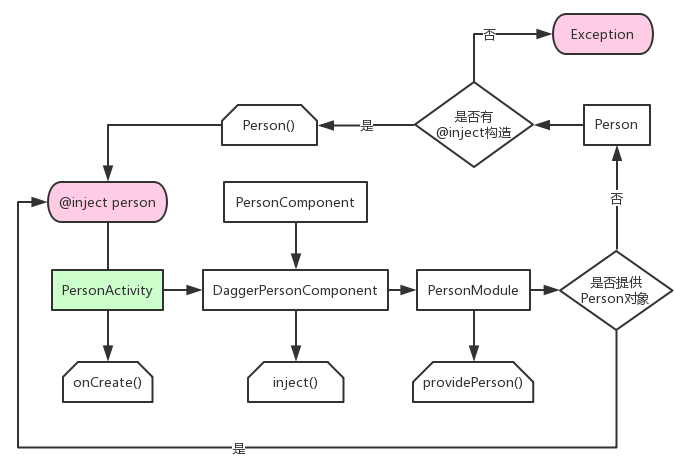 否
Exception
是否有
@inject构造
Person
Person()
是
@inject person
PersonComponent
否
PersonActivity
DaggerPersonComponent
PersonModule
是否提供
Person对象
onCreate()
inject()
providePerson()
是